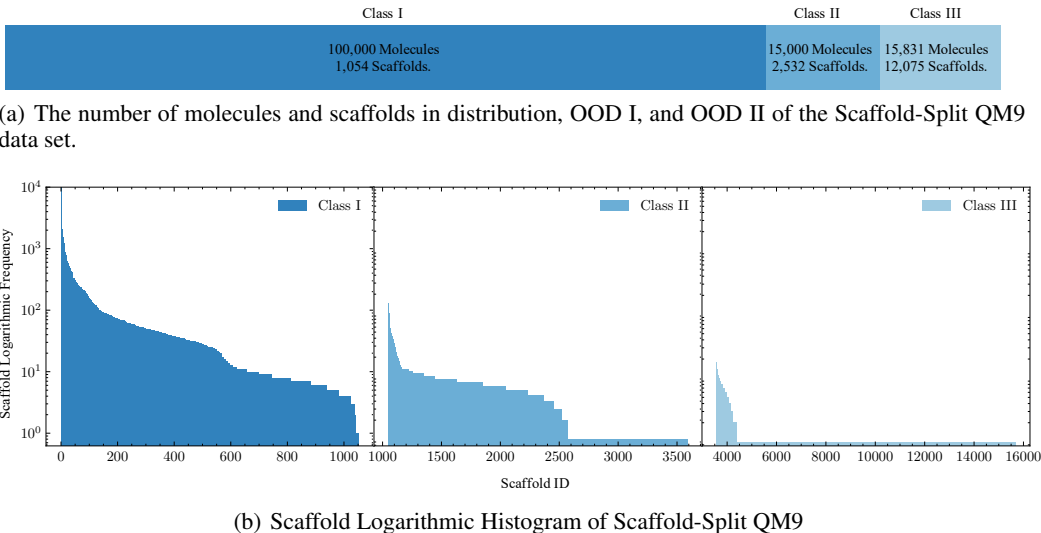 Class I Class II Class III
100,000 Molecules 15,000 Molecules 15,831 Molecules
1,054 Scaffolds. 2,532 Scaffolds. 12,075 Scaffolds.
(a) The number of molecules and scaffolds in distribution, OOD I, and OOD II of the Scaffold-Split QM9
data set.
10^4
10^3
10^2
10^1
10^0
Scaffold Logarithmic Frequency
Class I
Class II
Class III
0 200 400 600 800 1000 1000 1500 2000 2500 3000 3500 4000 6000 8000 10000 12000 14000 16000
Scaffold ID
(b) Scaffold Logarithmic Histogram of Scaffold-Split QM9